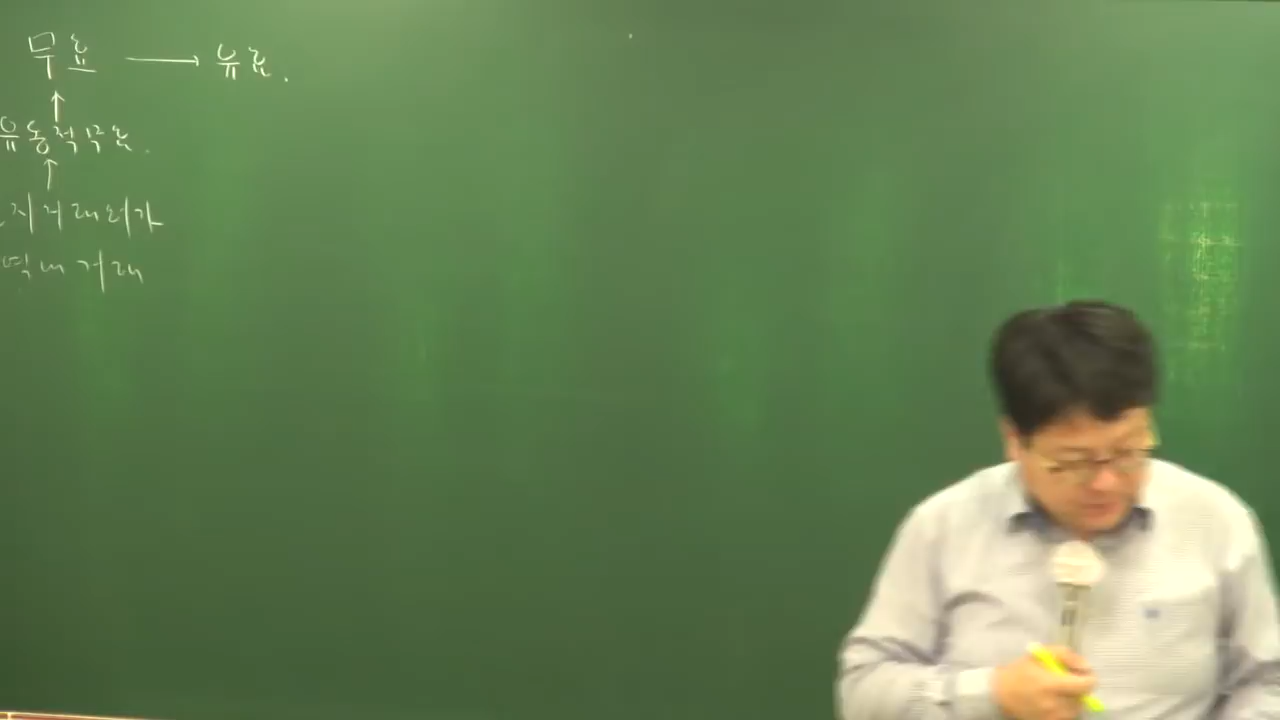 무효 → 유효.
↑
유동적무효.
↑
지거래허가
역내 거래